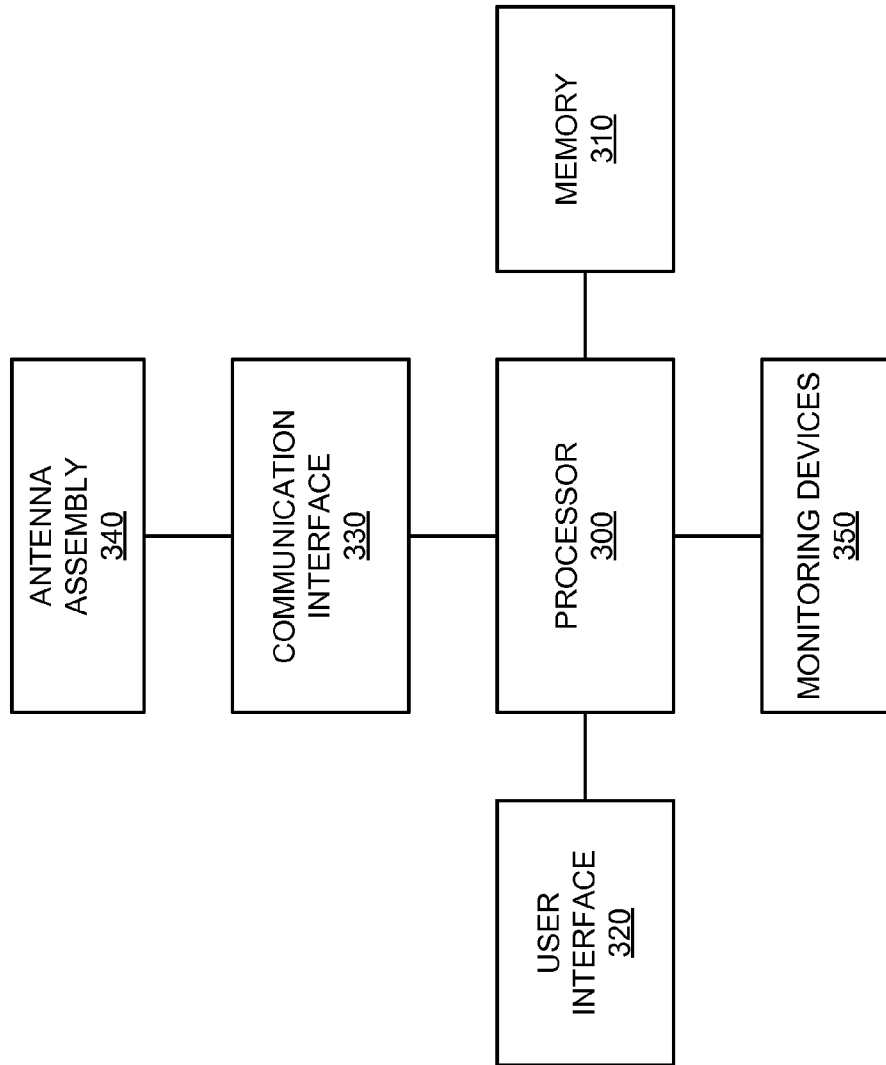 ANTENNA
ASSEMBLY
340
COMMUNICATION
INTERFACE
330
USER
INTERFACE
320
PROCESSOR
300
MEMORY
310
MONITORING DEVICES
350